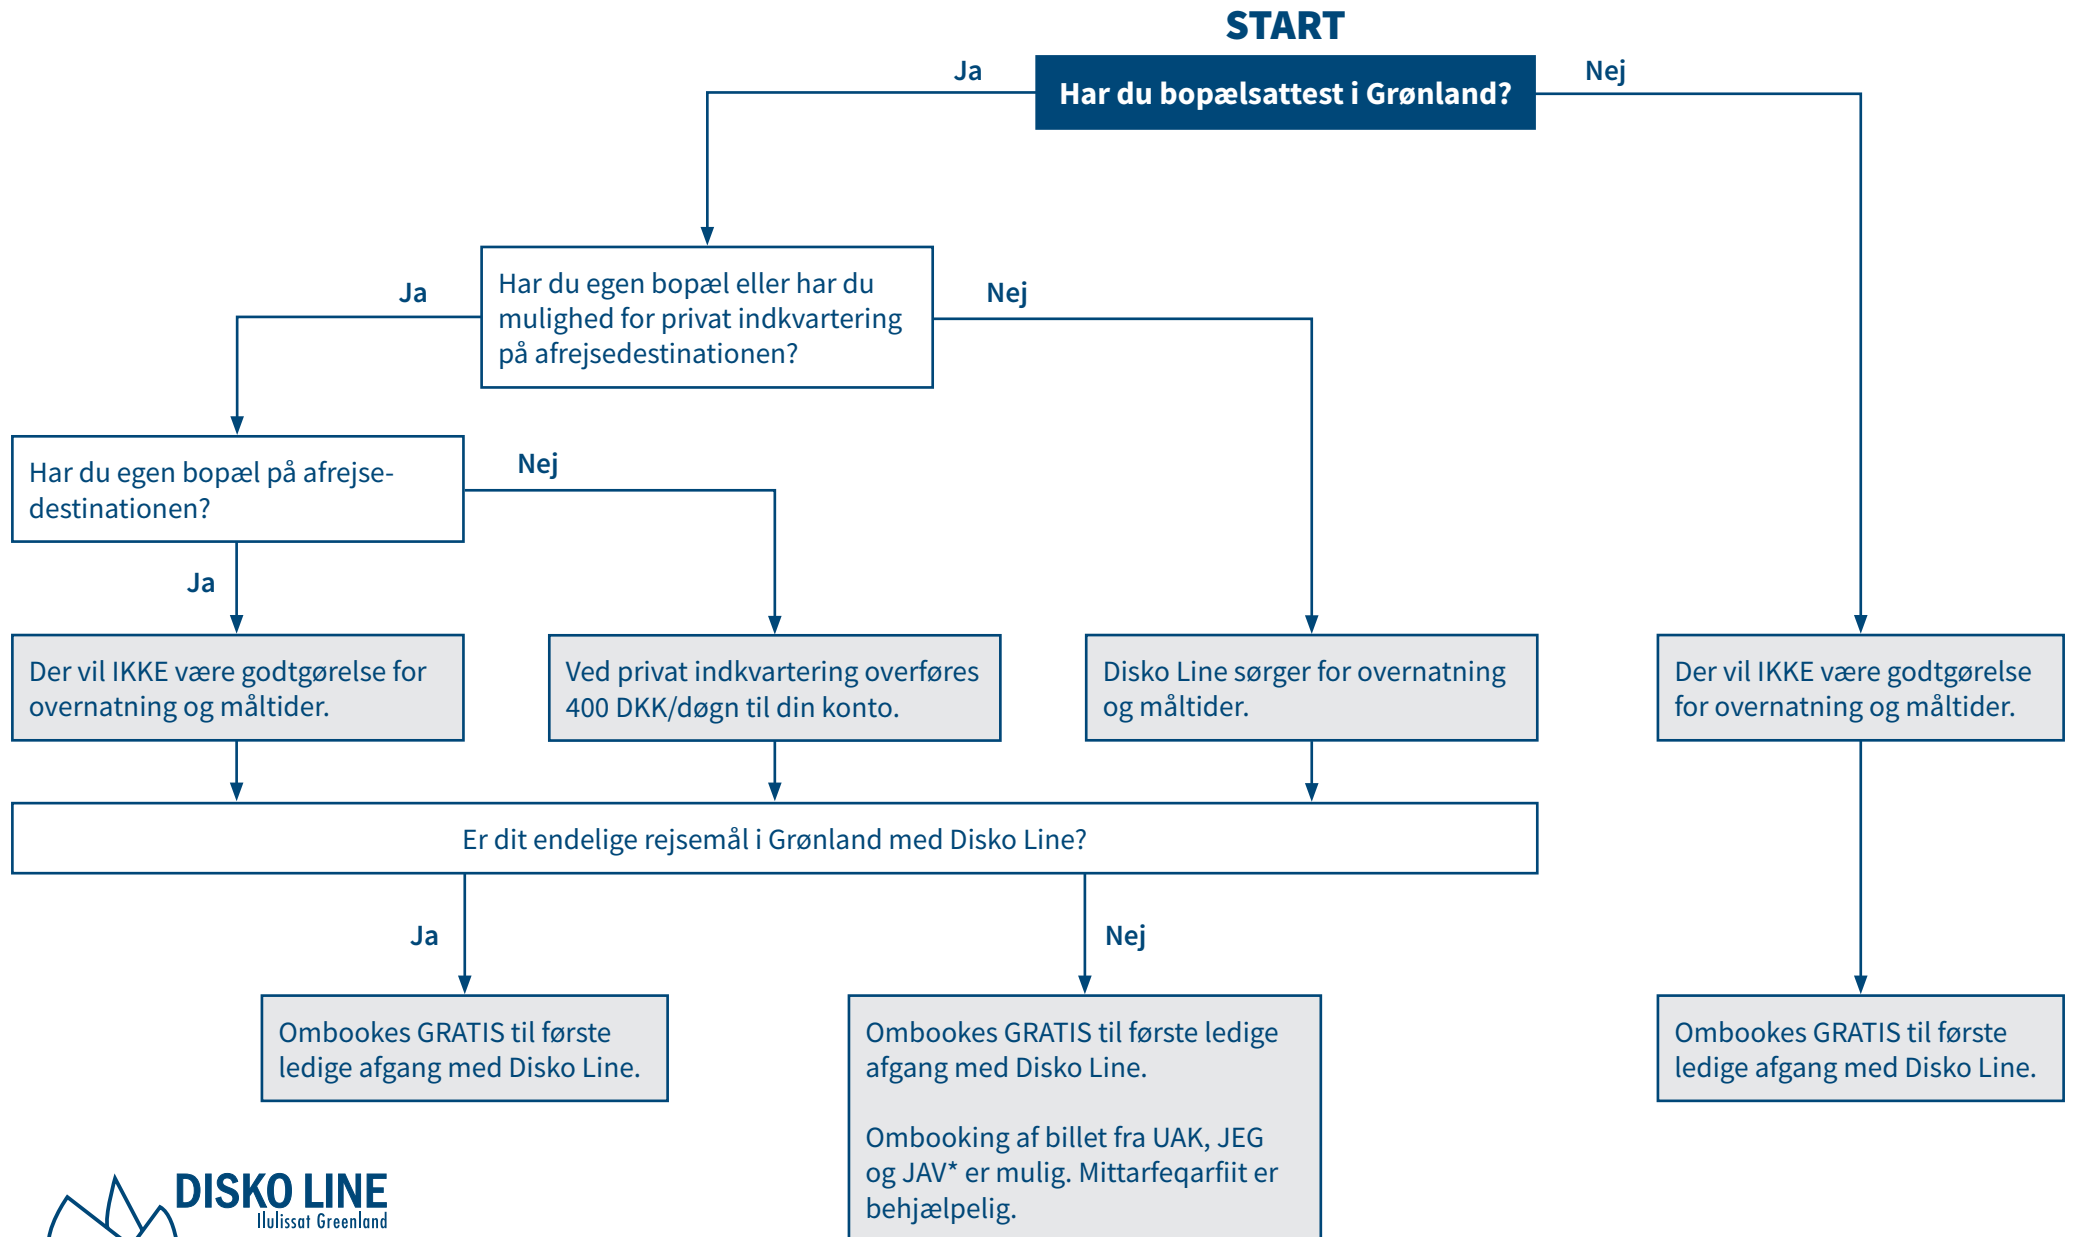 START
Ja
Har du bopælsattest i Grønland?
Nej
Ja
Har du egen bopæl eller har du
mulighed for privat indkvartering
på afrejsedestinationen?
Nej
Har du egen bopæl på afrejse-
destinationen?
Nej
Ja
Der vil IKKE være godtgørelse for
overnatning og måltider.
Ved privat indkvartering overføres
400 DKK/døgn til din konto.
Disko Line sørger for overnatning
og måltider.
Der vil IKKE være godtgørelse
for overnatning og måltider.
Er dit endelige rejsemål i Grønland med Disko Line?
Ja
Nej
Ombookes GRATIS til første
ledige afgang med Disko Line.
Ombookes GRATIS til første ledige
afgang med Disko Line.
Ombooking af billet fra UAK, JEG
og JAV* er mulig. Mittarfeqarfiit er
behjælpelig.
Ombookes GRATIS til første
ledige afgang med Disko Line.
DISKO LINE
Ilulissat Greenland